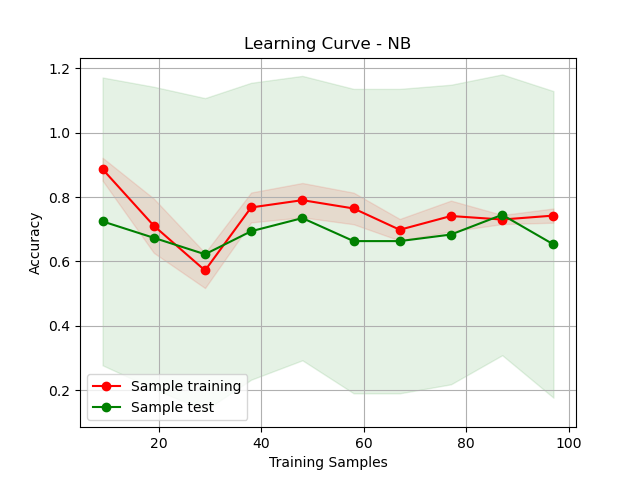 Learning Curve - NB
1.2
1.0
0.8
0.6
0.4
0.2
Accuracy
Sample training
Sample test
20 40 60 80 100
Training Samples